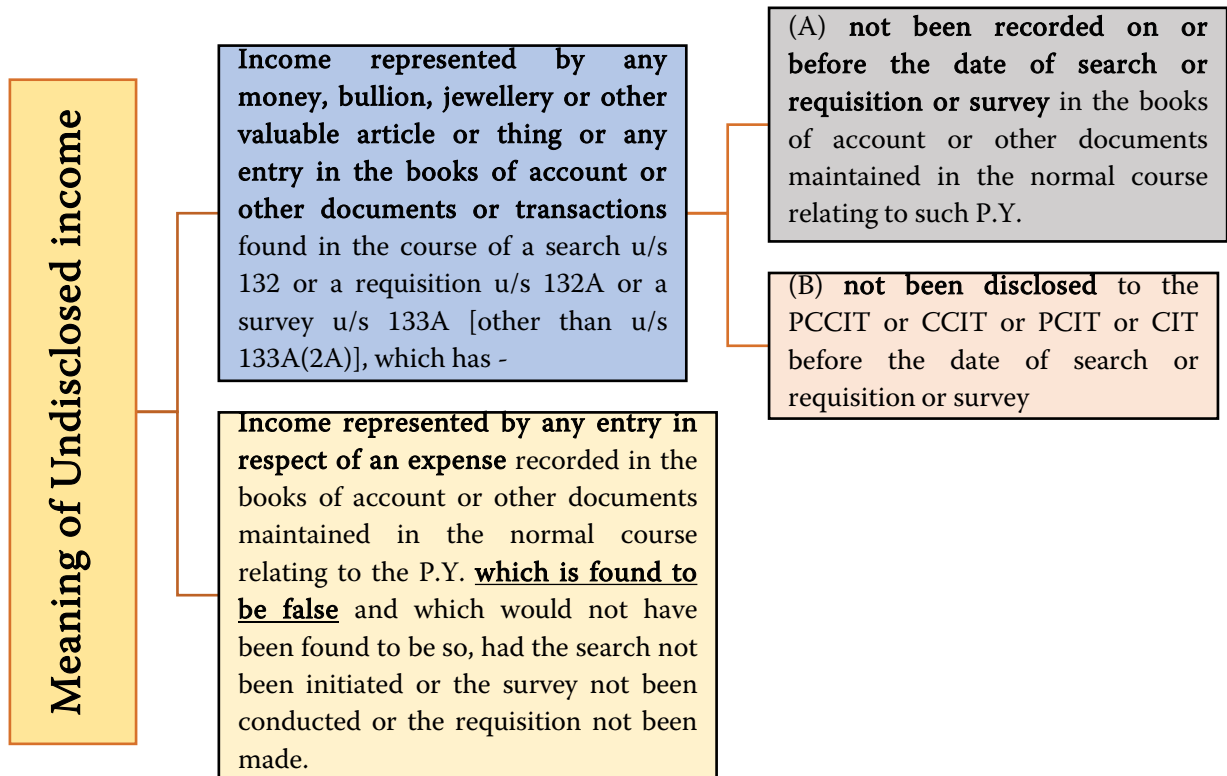 Meaning of Undisclosed income
Income represented by any
money, bullion, jewellery or other
valuable article or thing or any
entry in the books of account or
other documents or transactions
found in the course of a search u/s
132 or a requisition u/s 132A or a
survey u/s 133A [other than u/s
133A(2A)], which has -
(A) not been recorded on or
before the date of search or
requisition or survey in the books
of account or other documents
maintained in the normal course
relating to such P.Y.
(B) not been disclosed to the
PCCIT or CCIT or PCIT or CIT
before the date of search or
requisition or survey
Income represented by any entry in
respect of an expense recorded in the
books of account or other documents
maintained in the normal course
relating to the P.Y. which is found to
be false and which would not have
been found to be so, had the search not
been initiated or the survey not been
conducted or the requisition not been
made.